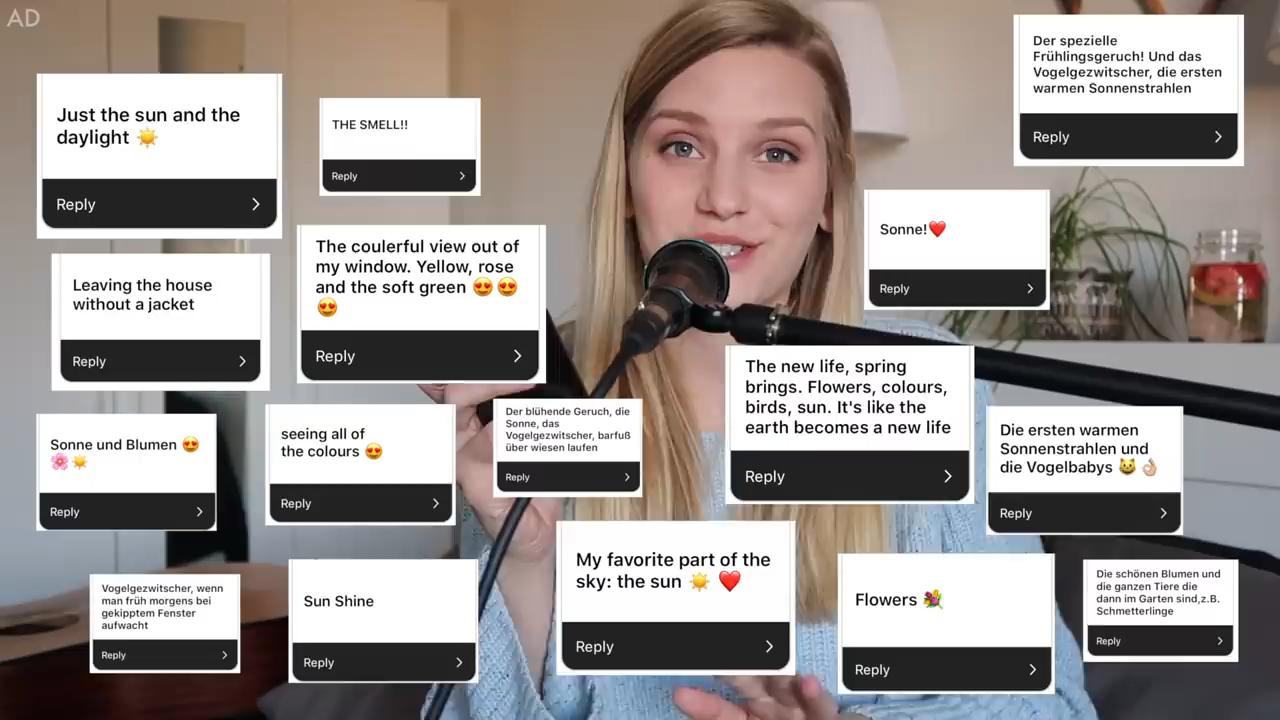 AD
Just the sun and the
daylight ☀️
Reply
THE SMELL!!
Reply
Der spezielle
Frühlingsgeruch! Und das
Vogelgezwitscher, die ersten
warmen Sonnenstrahlen
Reply
Sonne!❤️
Reply
Leaving the house
without a jacket
Reply
The coulerful view out of
my window. Yellow, rose
and the soft green 😍😍
😍
Reply
The new life, spring
brings. Flowers, colours,
birds, sun. It's like the
earth becomes a new life
Reply
Sonne und Blumen 😍
🌸☀️
Reply
seeing all of
the colours 😍
Reply
Der blühende Geruch, die
Sonne, das
Vogelgezwitscher, barfuß
über wiesen laufen
Reply
Die ersten warmen
Sonnenstrahlen und
die Vogelbabys 😺👌🏼
Reply
Vogelgezwitscher, wenn
man früh morgens bei
gekipptem Fenster
aufwacht
Reply
Sun Shine
Reply
My favorite part of the
sky: the sun ☀️ ❤️
Reply
Flowers 💐
Reply
Die schönen Blumen und
die ganzen Tiere die
dann im Garten sind,z.B.
Schmetterlinge
Reply